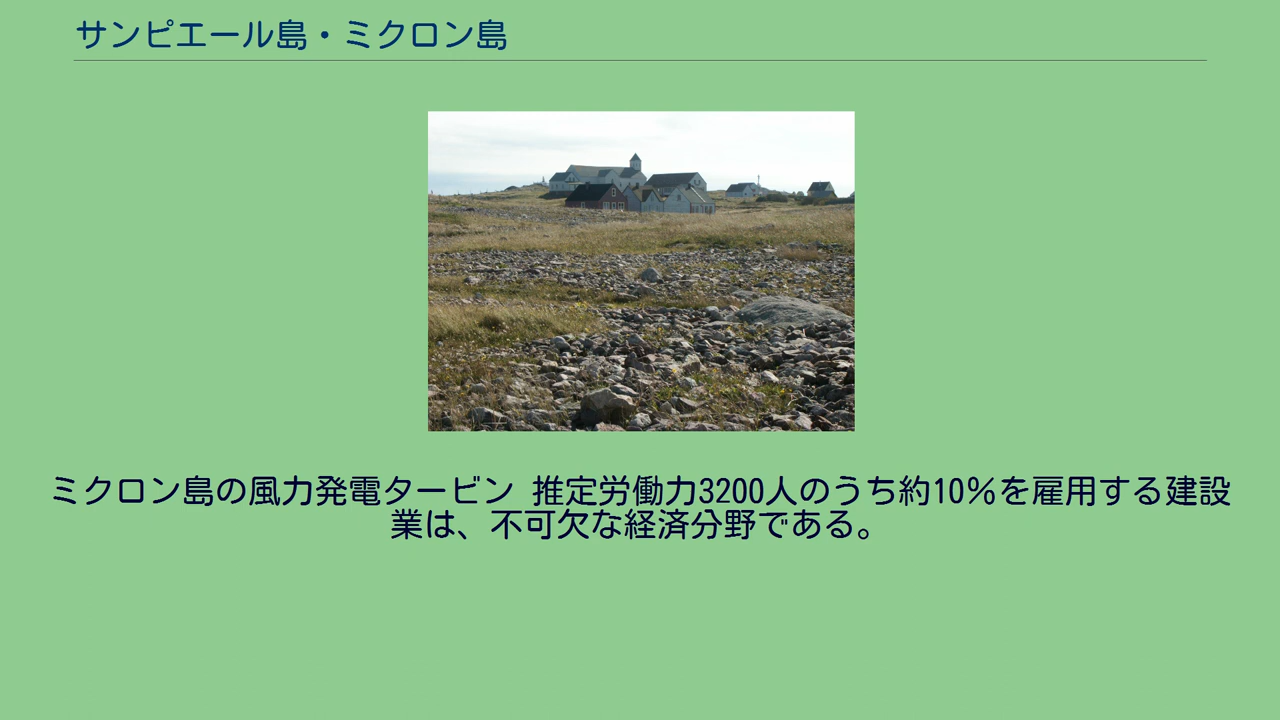 サンピエール島・ミクロン島
ミクロン島の風力発電タービン 推定労働力3200人のうち約10％を雇用する建設
業は、不可欠な経済分野である。